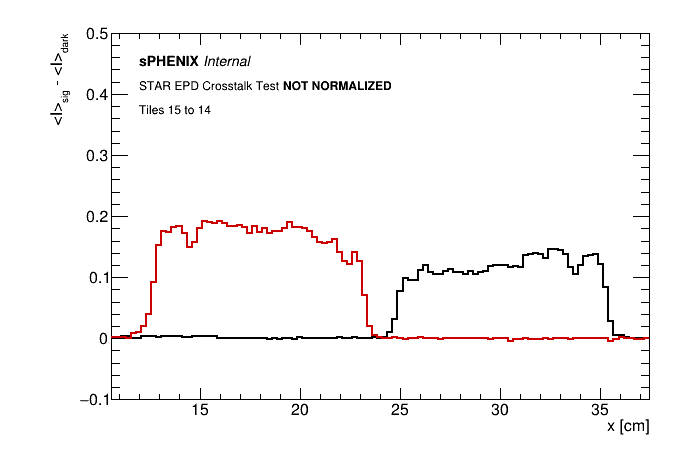 0.5
0.4
0.3
0.2
0.1
0
−0.1
<I>sig - <I>dark
sPHENIX Internal
STAR EPD Crosstalk Test NOT NORMALIZED
Tiles 15 to 14
15 20 25 30 35
x [cm]